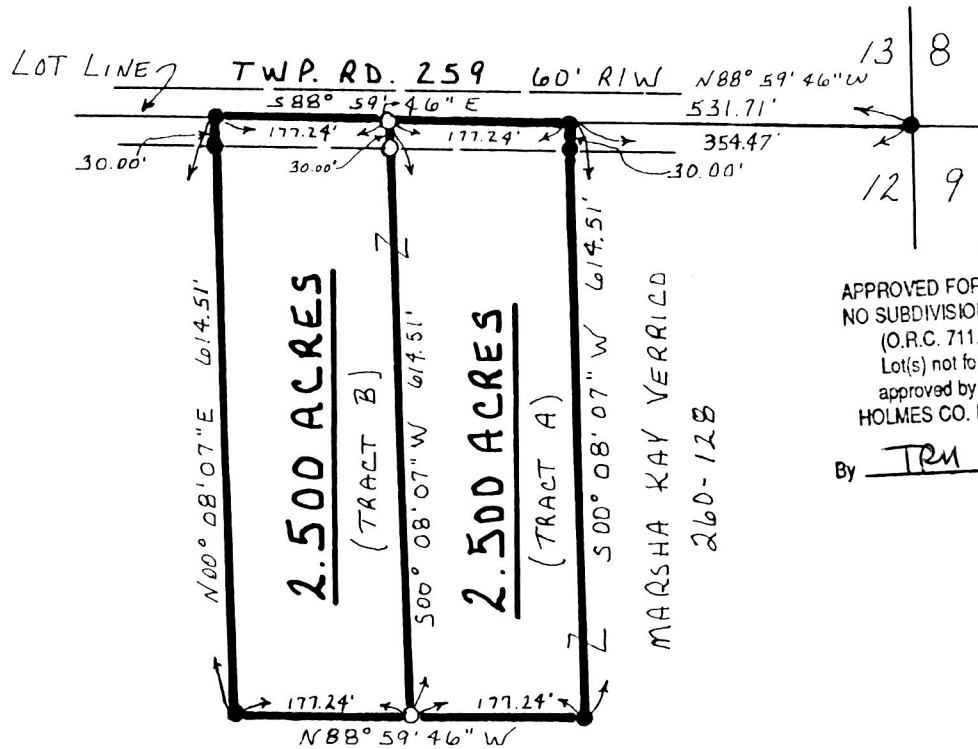 LOT LINE
TWP. RD. 259 60' R/W
N88° 59' 46" W
531.71'
S88° 59' 46" E
177.24'
177.24'
354.47'
30.00'
30.00'
30.00'
13
8
12
9
N00° 08' 07" E 614.51'
2.500 ACRES
(TRACT B)
S00° 08' 07" W 614.51'
2.500 ACRES
(TRACT A)
S00° 08' 07" W 614.51'
MARSHA KAY VERRICO
260-128
APPROVED FOR
NO SUBDIVISION
(O.R.C. 711.
Lot(s) not fo
approved by
HOLMES CO.
By TRM
177.24'
177.24'
N88° 59' 46" W